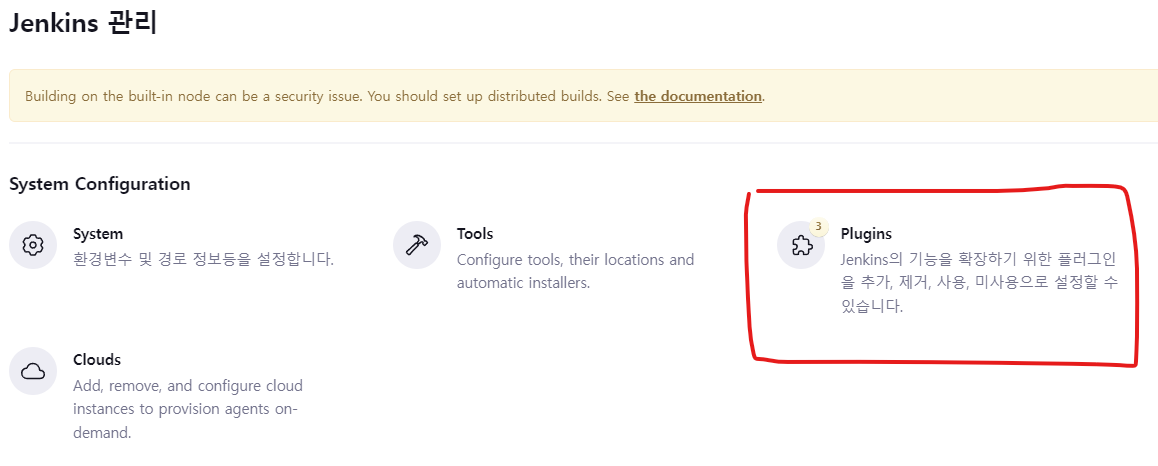 Jenkins 관리
Building on the built-in node can be a security issue. You should set up distributed builds. See the documentation.
System Configuration
System
환경변수 및 경로 정보등을 설정합니다.
Tools
Configure tools, their locations and
automatic installers.
3
Plugins
Jenkins의 기능을 확장하기 위한 플러그인
을 추가, 제거, 사용, 미사용으로 설정할 수
있습니다.
Clouds
Add, remove, and configure cloud
instances to provision agents on-
demand.